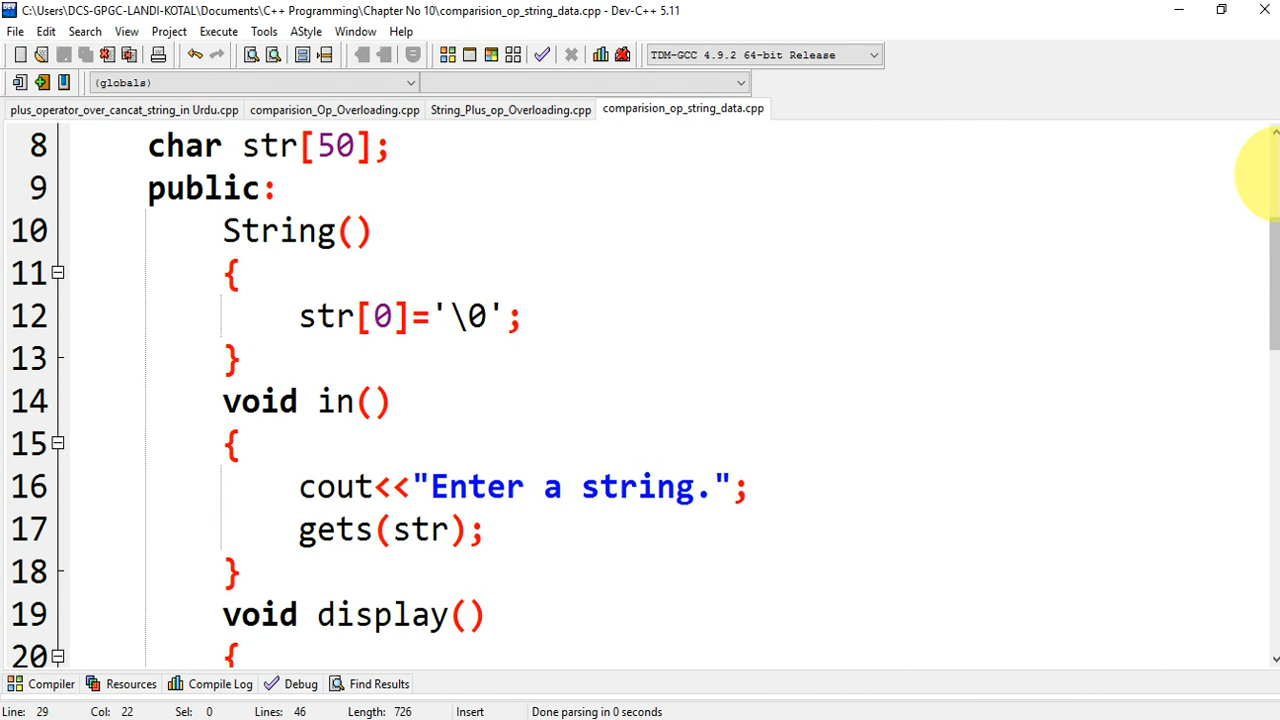 C:\Users\DCS-GPGC-LANDI-KOTAL\Documents\C++ Programming\Chapter No 10\comparision_op_string_data.cpp - Dev-C++ 5.11
File Edit Search View Project Execute Tools AStyle Window Help
TDM-GCC 4.9.2 64-bit Release
(globals)
plus_operator_over_cancat_string_in Urdu.cpp comparision_Op_Overloading.cpp String_Plus_op_Overloading.cpp comparision_op_string_data.cpp
8 char str[50];
9 public:
10 String()
11 {
12 str[0]='\0';
13 }
14 void in()
15 {
16 cout<<"Enter a string.";
17 gets(str);
18 }
19 void display()
20 {
Compiler Resources Compile Log Debug Find Results
Line: 29 Col: 22 Sel: 0 Lines: 46 Length: 726 Insert Done parsing in 0 seconds